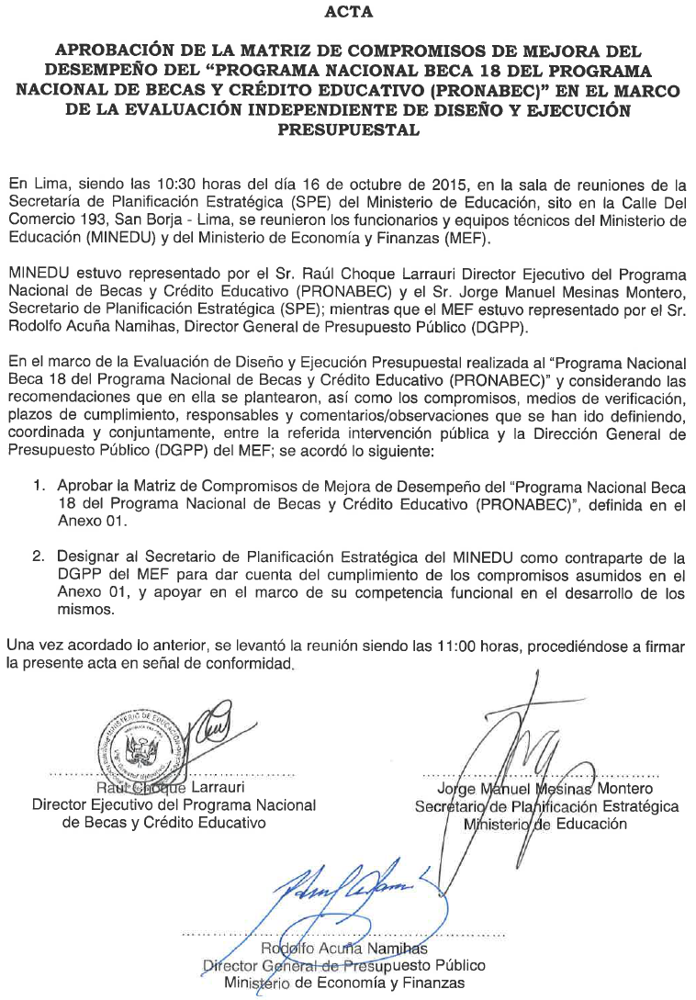 ACTA
APROBACIÓN DE LA MATRIZ DE COMPROMISOS DE MEJORA DEL
DESEMPEÑO DEL “PROGRAMA NACIONAL BECA 18 DEL PROGRAMA
NACIONAL DE BECAS Y CRÉDITO EDUCATIVO (PRONABEC)” EN EL MARCO
DE LA EVALUACIÓN INDEPENDIENTE DE DISEÑO Y EJECUCIÓN
PRESUPUESTAL
En Lima, siendo las 10:30 horas del día 16 de octubre de 2015, en la sala de reuniones de la
Secretaría de Planificación Estratégica (SPE) del Ministerio de Educación, sito en la Calle Del
Comercio 193, San Borja - Lima, se reunieron los funcionarios y equipos técnicos del Ministerio de
Educación (MINEDU) y del Ministerio de Economía y Finanzas (MEF).
MINEDU estuvo representado por el Sr. Raúl Choque Larrauri Director Ejecutivo del Programa
Nacional de Becas y Crédito Educativo (PRONABEC) y el Sr. Jorge Manuel Mesinas Montero,
Secretario de Planificación Estratégica (SPE); mientras que el MEF estuvo representado por el Sr.
Rodolfo Acuña Namihas, Director General de Presupuesto Público (DGPP).
En el marco de la Evaluación de Diseño y Ejecución Presupuestal realizada al “Programa Nacional
Beca 18 del Programa Nacional de Becas y Crédito Educativo (PRONABEC)” y considerando las
recomendaciones que en ella se plantearon, así como los compromisos, medios de verificación,
plazos de cumplimiento, responsables y comentarios/observaciones que se han ido definiendo,
coordinada y conjuntamente, entre la referida intervención pública y la Dirección General de
Presupuesto Público (DGPP) del MEF; se acordó lo siguiente:
1. Aprobar la Matriz de Compromisos de Mejora de Desempeño del “Programa Nacional Beca
18 del Programa Nacional de Becas y Crédito Educativo (PRONABEC)”, definida en el
Anexo 01.
2. Designar al Secretario de Planificación Estratégica del MINEDU como contraparte de la
DGPP del MEF para dar cuenta del cumplimiento de los compromisos asumidos en el
Anexo 01, y apoyar en el marco de su competencia funcional en el desarrollo de los
mismos.
Una vez acordado lo anterior, se levantó la reunión siendo las 11:00 horas, procediéndose a firmar
la presente acta en señal de conformidad.
MINISTERIO DE EDUCACIÓN
Raúl Choque Larrauri
Director Ejecutivo del Programa Nacional
de Becas y Crédito Educativo
Jorge Manuel Mesinas Montero
Secretario de Planificación Estratégica
Ministerio de Educación
Rodolfo Acuña Namihas
Director General de Presupuesto Público
Ministerio de Economía y Finanzas